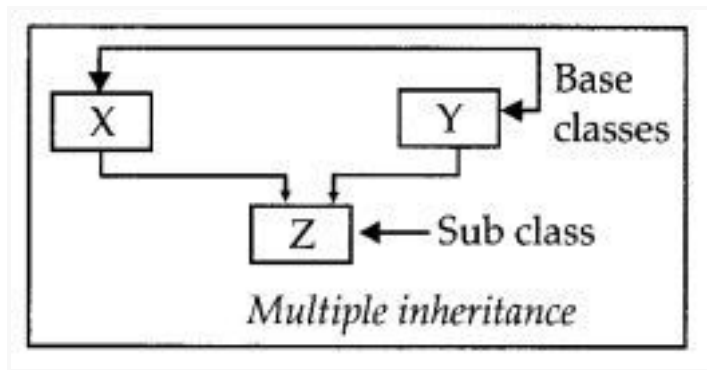 Base
classes
X
Y
Z
Sub class
Multiple inheritance